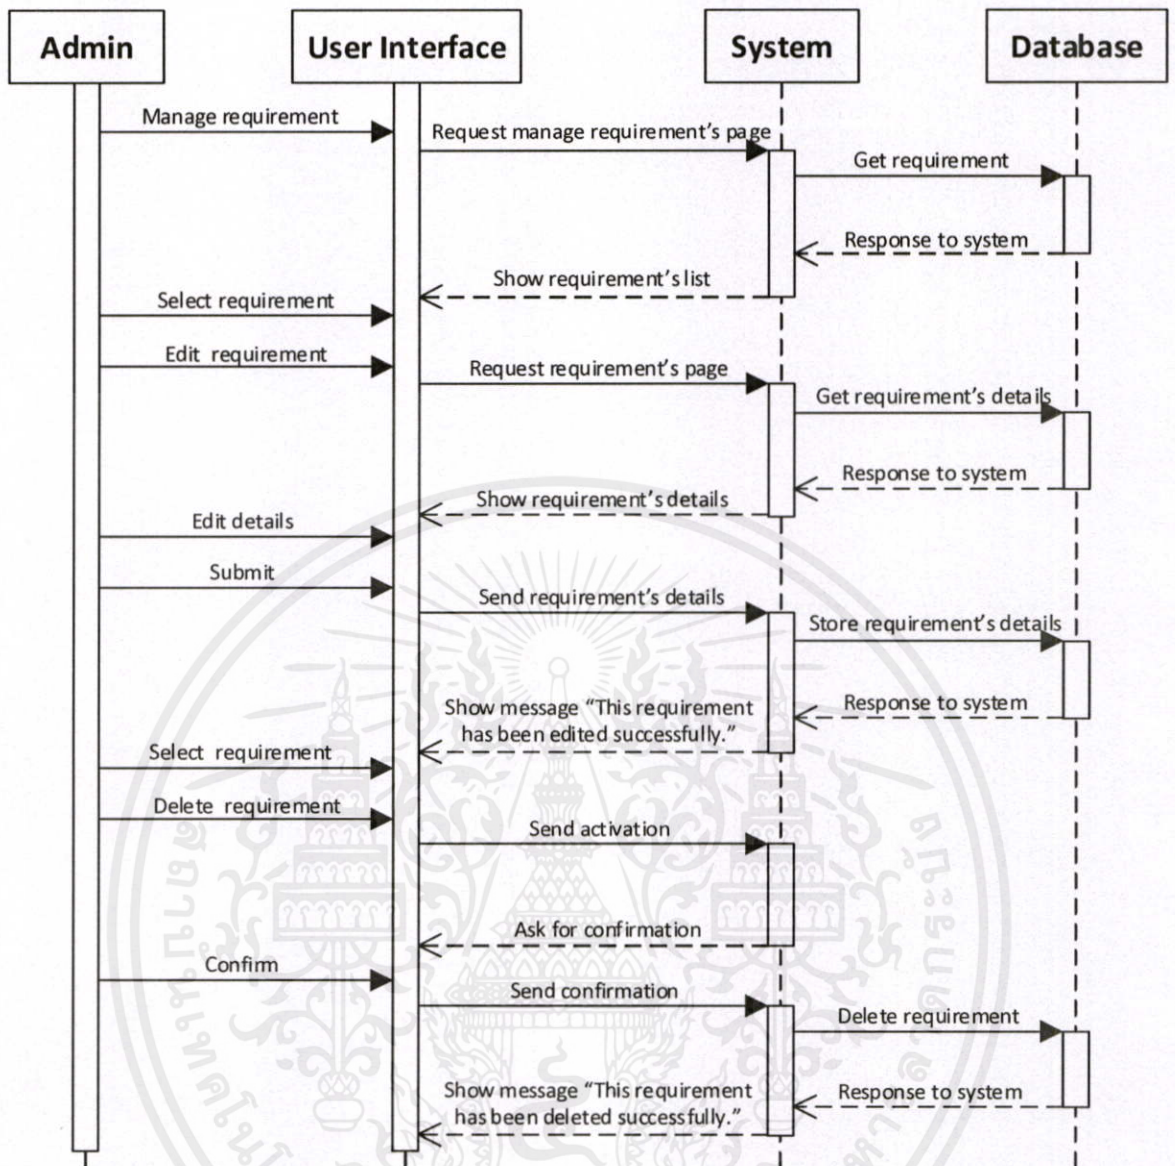 Admin
User Interface
System
Database
Manage requirement
Request manage requirement's page
Get requirement
Response to system
Show requirement's list
Select requirement
Edit  requirement
Request requirement's page
Get requirement's details
Response to system
Show requirement's details
Edit details
Submit
Send requirement's details
Store requirement's details
Response to system
Show message “This requirement
has been edited successfully.”
Select  requirement
Delete  requirement
Send activation
Ask for confirmation
Confirm
Send confirmation
Delete requirement
Response to system
Show message “This requirement
has been deleted successfully.”